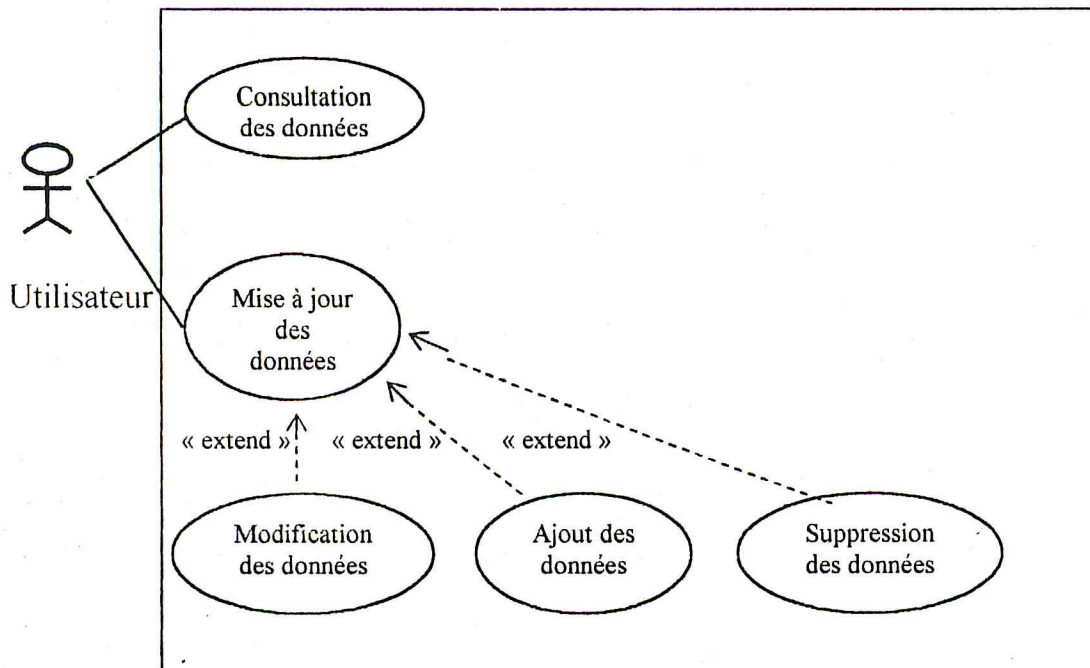 Consultation
des données
Utilisateur
Mise à jour
des
données
« extend »
« extend »
« extend »
Modification
des données
Ajout des
données
Suppression
des données